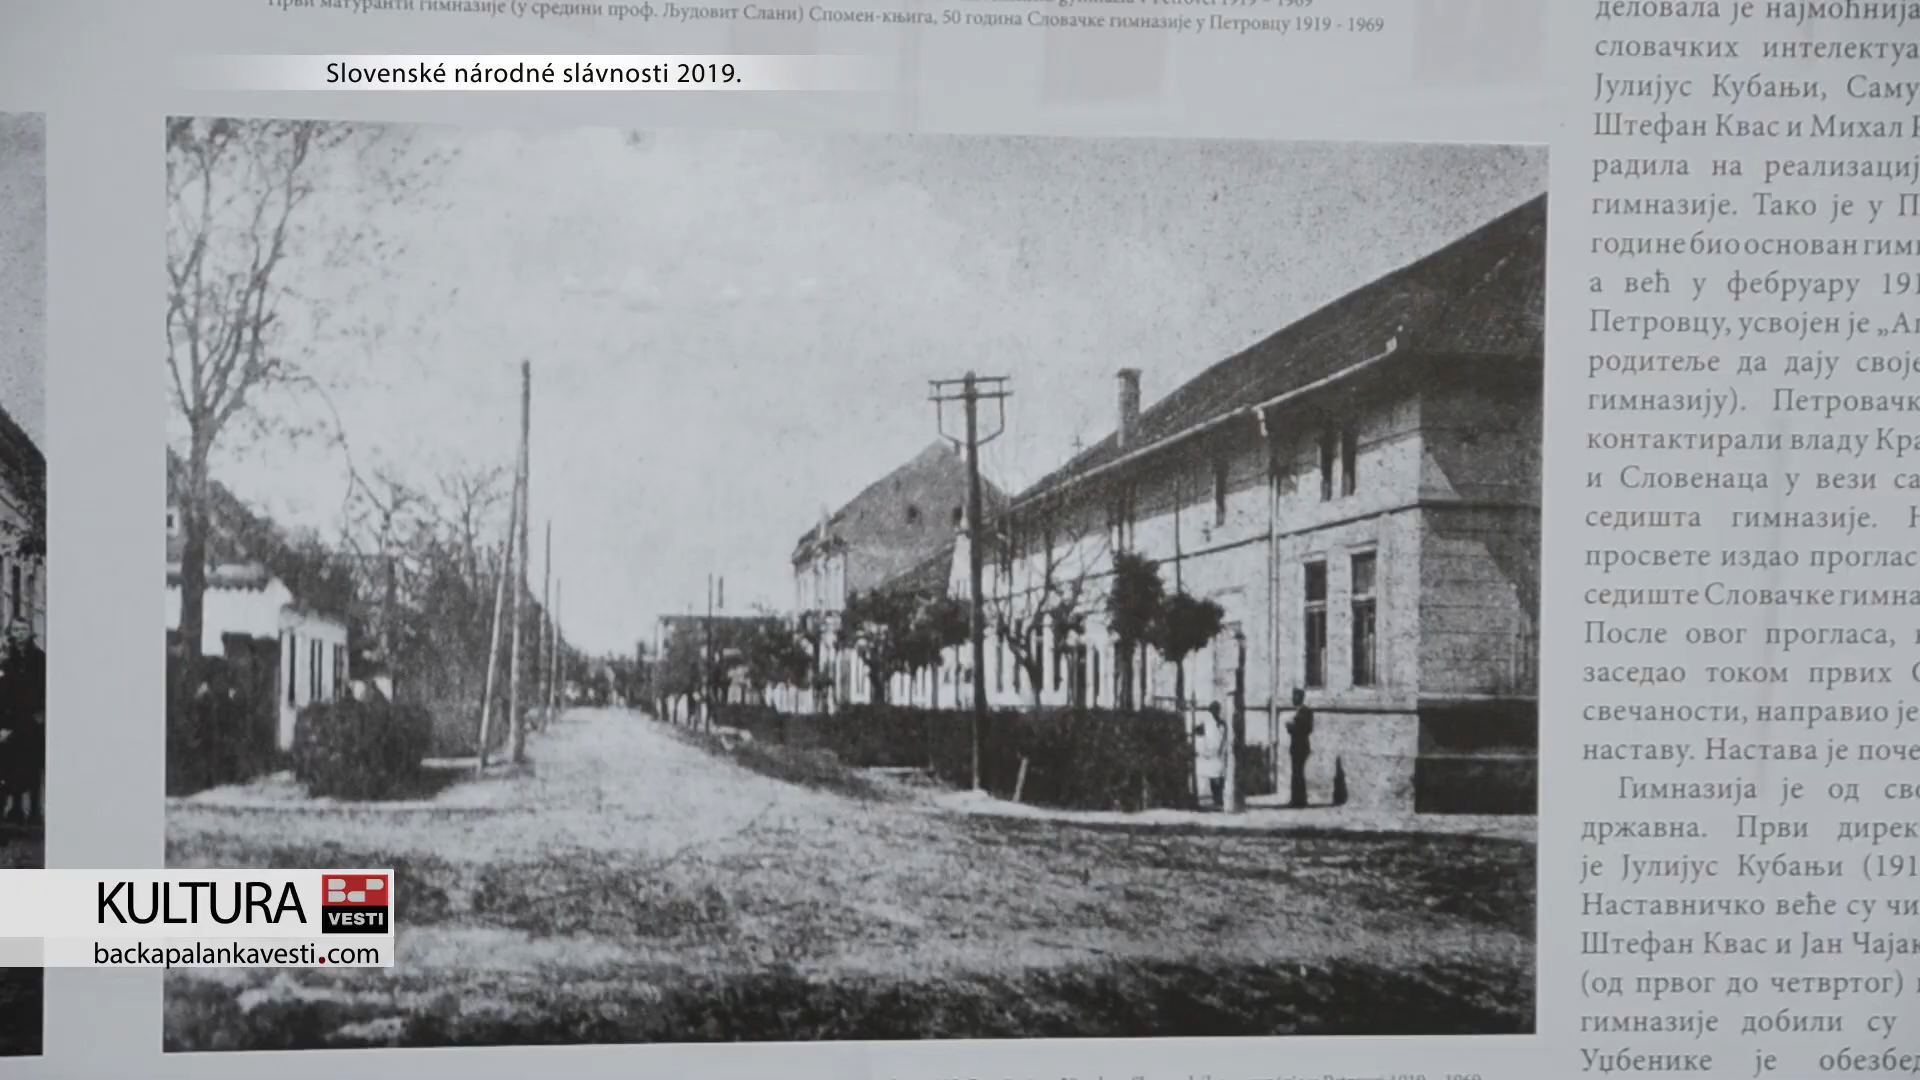 Први матуранти гимназије (у средини проф. Људовит Слани) Спомен-књига, 50 година Словачке гимназије у Петровцу 1919 - 1969
Slovenské národné slávnosti 2019.
деловала је најмоћнија
словачких интелектуа
Јулијус Кубањи, Саму
Штефан Квас и Михал
радила на реализациј
гимназије. Тако је у П
године био основан гим
а већ у фебруару 191
Петровцу, усвојен је „Ап
родитеље да дају своје
гимназију). Петровачк
контактирали владу Кра
и Словенаца у вези са
седишта гимназије. Н
просвете издао проглас
седиште Словачке гимна
После овог прогласа,
заседао током првих С
свечаности, направио је
наставу. Настава је поче
Гимназија је од сво
државна. Први дирек
је Јулијус Кубањи (191
Наставничко веће су чи
Штефан Квас и Јан Чајак
(од првог до четвртог)
гимназије добили су
Уџбенике је обезбед
KULTURA
BCP
VESTI
backapalankavesti.com